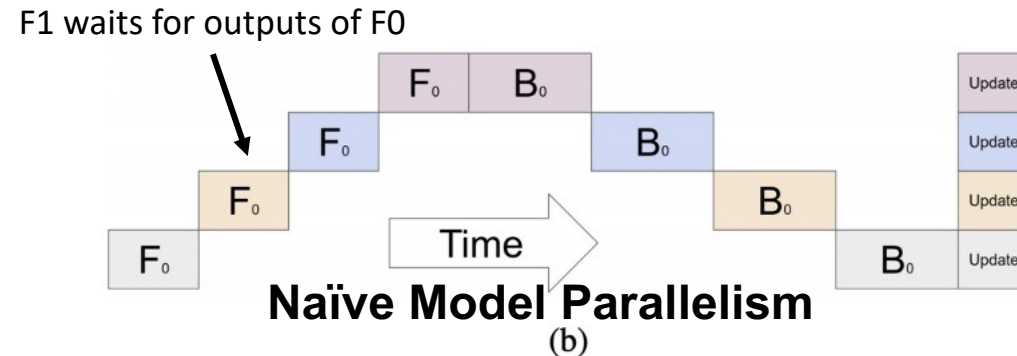 F1 waits for outputs of F0
F₀ B₀ Update
F₀ B₀ Update
F₀ B₀ Update
Time
F₀ B₀ Update
Naïve Model Parallelism
(b)